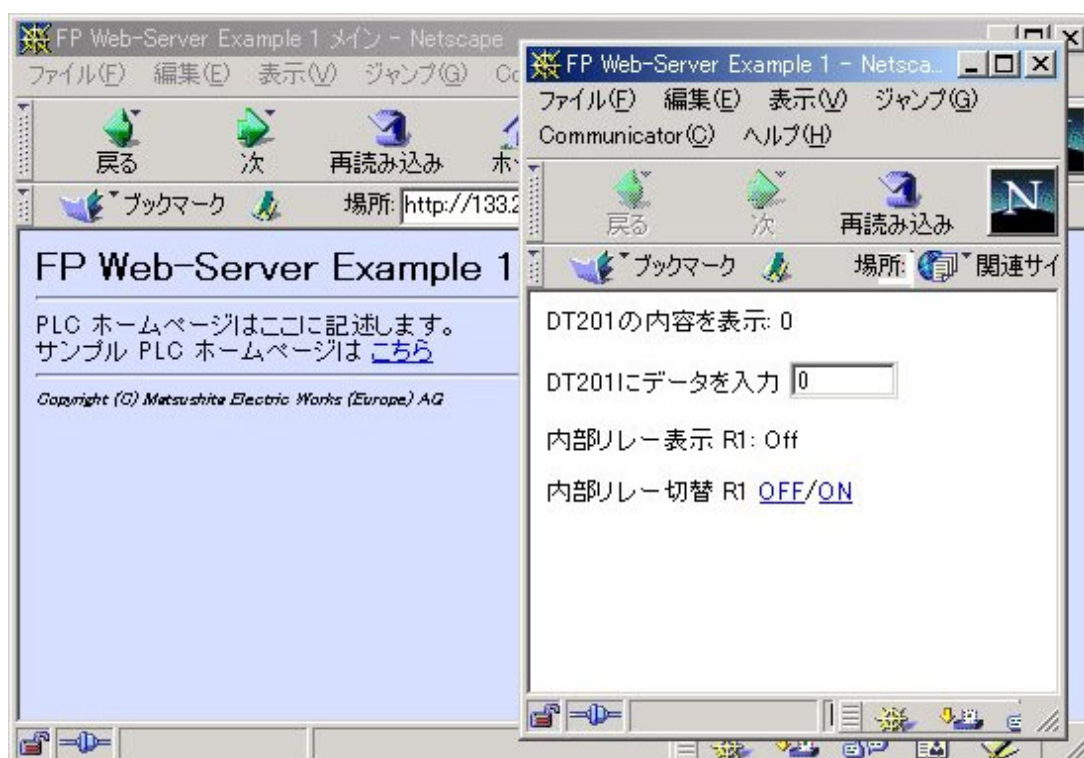 FP Web-Server Example 1 メイン - Netscape
ファイル(F) 編集(E) 表示(V) ジャンプ(G)
戻る 次 再読み込み
ブックマーク 場所: http://133.2
FP Web-Server Example 1
PLC ホームページはここに記述します。
サンプル PLC ホームページは こちら
Copyright (C) Matsushita Electric Works (Europe) AG
FP Web-Server Example 1 - Netsca...
ファイル(F) 編集(E) 表示(V) ジャンプ(G)
Communicator(C) ヘルプ(H)
戻る 次 再読み込み N
ブックマーク 場所: 関連サイ
DT201の内容を表示: 0
DT201にデータを入力 0
内部リレー表示 R1: Off
内部リレー切替 R1 OFF/ON